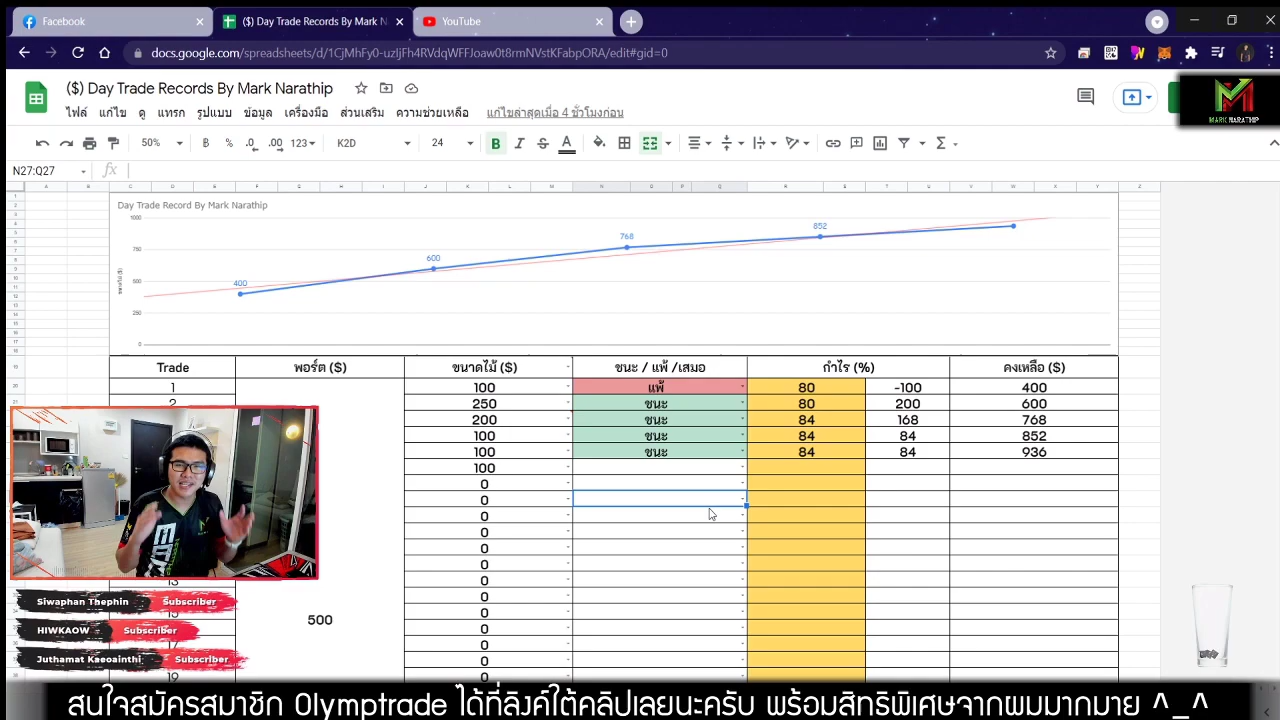 Facebook
($) Day Trade Records By Mark N
YouTube
docs.google.com/spreadsheets/d/1CjMhFy0-uzIjFh4RVdqWFFJoaw0t8rmNVstKFabpORA/edit#gid=0
($) Day Trade Records By Mark Narathip
ไฟล์ แก้ไข ดู แทรก รูปแบบ ข้อมูล เครื่องมือ ส่วนเสริม ความช่วยเหลือ แก้ไขล่าสุดเมื่อ 4 ชั่วโมงก่อน
MARK NARATHIP
50% B % .0 .00 123 K2D 24 B I S A
N27:Q27 fx
Day Trade Record By Mark Narathip
1000
750
500
250
0
400
600
768
852
Trade พอร์ต ($) ขนาดไม้ ($) ชนะ / แพ้ /เสมอ กำไร (%) คงเหลือ ($)
1 100 แพ้ 80 -100 400
2 250 ชนะ 80 200 600
200 ชนะ 84 168 768
100 ชนะ 84 84 852
100 ชนะ 84 84 936
100
0
0
0
0
0
0
13 0
0
15 0
500
0
17 0
0
19 0
Siwaphan Thephin Subscriber
HIWKAOW Subscriber
Juthamat Kaeoainthi Subscriber
สนใจสมัครสมาชิก Olymptrade ได้ที่ลิงค์ใต้คลิปเลยนะครับ พร้อมสิทธิพิเศษจากผมมากมาย ^_^